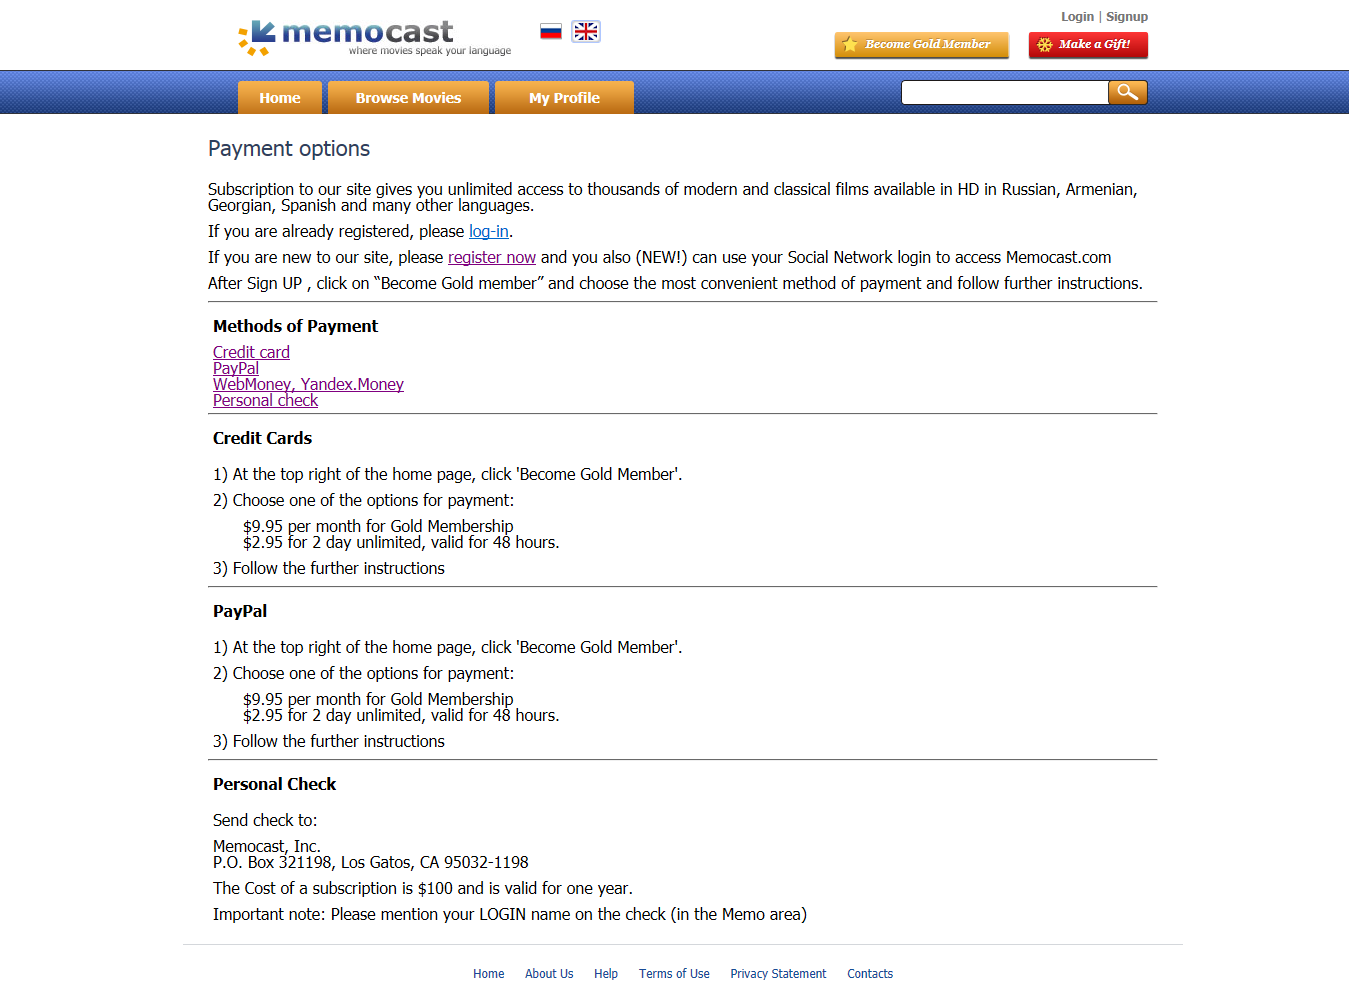 Login | Signup
memocast
where movies speak your language
Become Gold Member
Make a Gift!
Home
Browse Movies
My Profile
Payment options
Subscription to our site gives you unlimited access to thousands of modern and classical films available in HD in Russian, Armenian,
Georgian, Spanish and many other languages.
If you are already registered, please log-in.
If you are new to our site, please register now and you also (NEW!) can use your Social Network login to access Memocast.com
After Sign UP , click on “Become Gold member” and choose the most convenient method of payment and follow further instructions.
Methods of Payment
Credit card
PayPal
WebMoney, Yandex.Money
Personal check
Credit Cards
1) At the top right of the home page, click 'Become Gold Member'.
2) Choose one of the options for payment:
$9.95 per month for Gold Membership
$2.95 for 2 day unlimited, valid for 48 hours.
3) Follow the further instructions
PayPal
1) At the top right of the home page, click 'Become Gold Member'.
2) Choose one of the options for payment:
$9.95 per month for Gold Membership
$2.95 for 2 day unlimited, valid for 48 hours.
3) Follow the further instructions
Personal Check
Send check to:
Memocast, Inc.
P.O. Box 321198, Los Gatos, CA 95032-1198
The Cost of a subscription is $100 and is valid for one year.
Important note: Please mention your LOGIN name on the check (in the Memo area)
Home About Us Help Terms of Use Privacy Statement Contacts